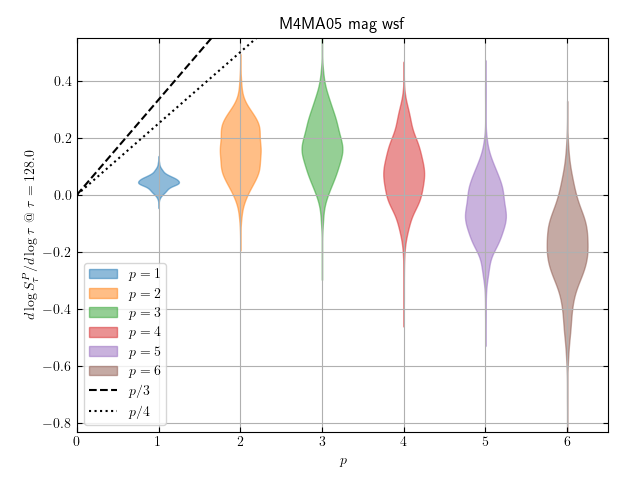 M4MA05 mag wsf
d log S_τ^P / d log τ @ τ = 128.0
0.4
0.2
0.0
−0.2
−0.4
−0.6
−0.8
p = 1
p = 2
p = 3
p = 4
p = 5
p = 6
p/3
p/4
0 1 2 3 4 5 6
p